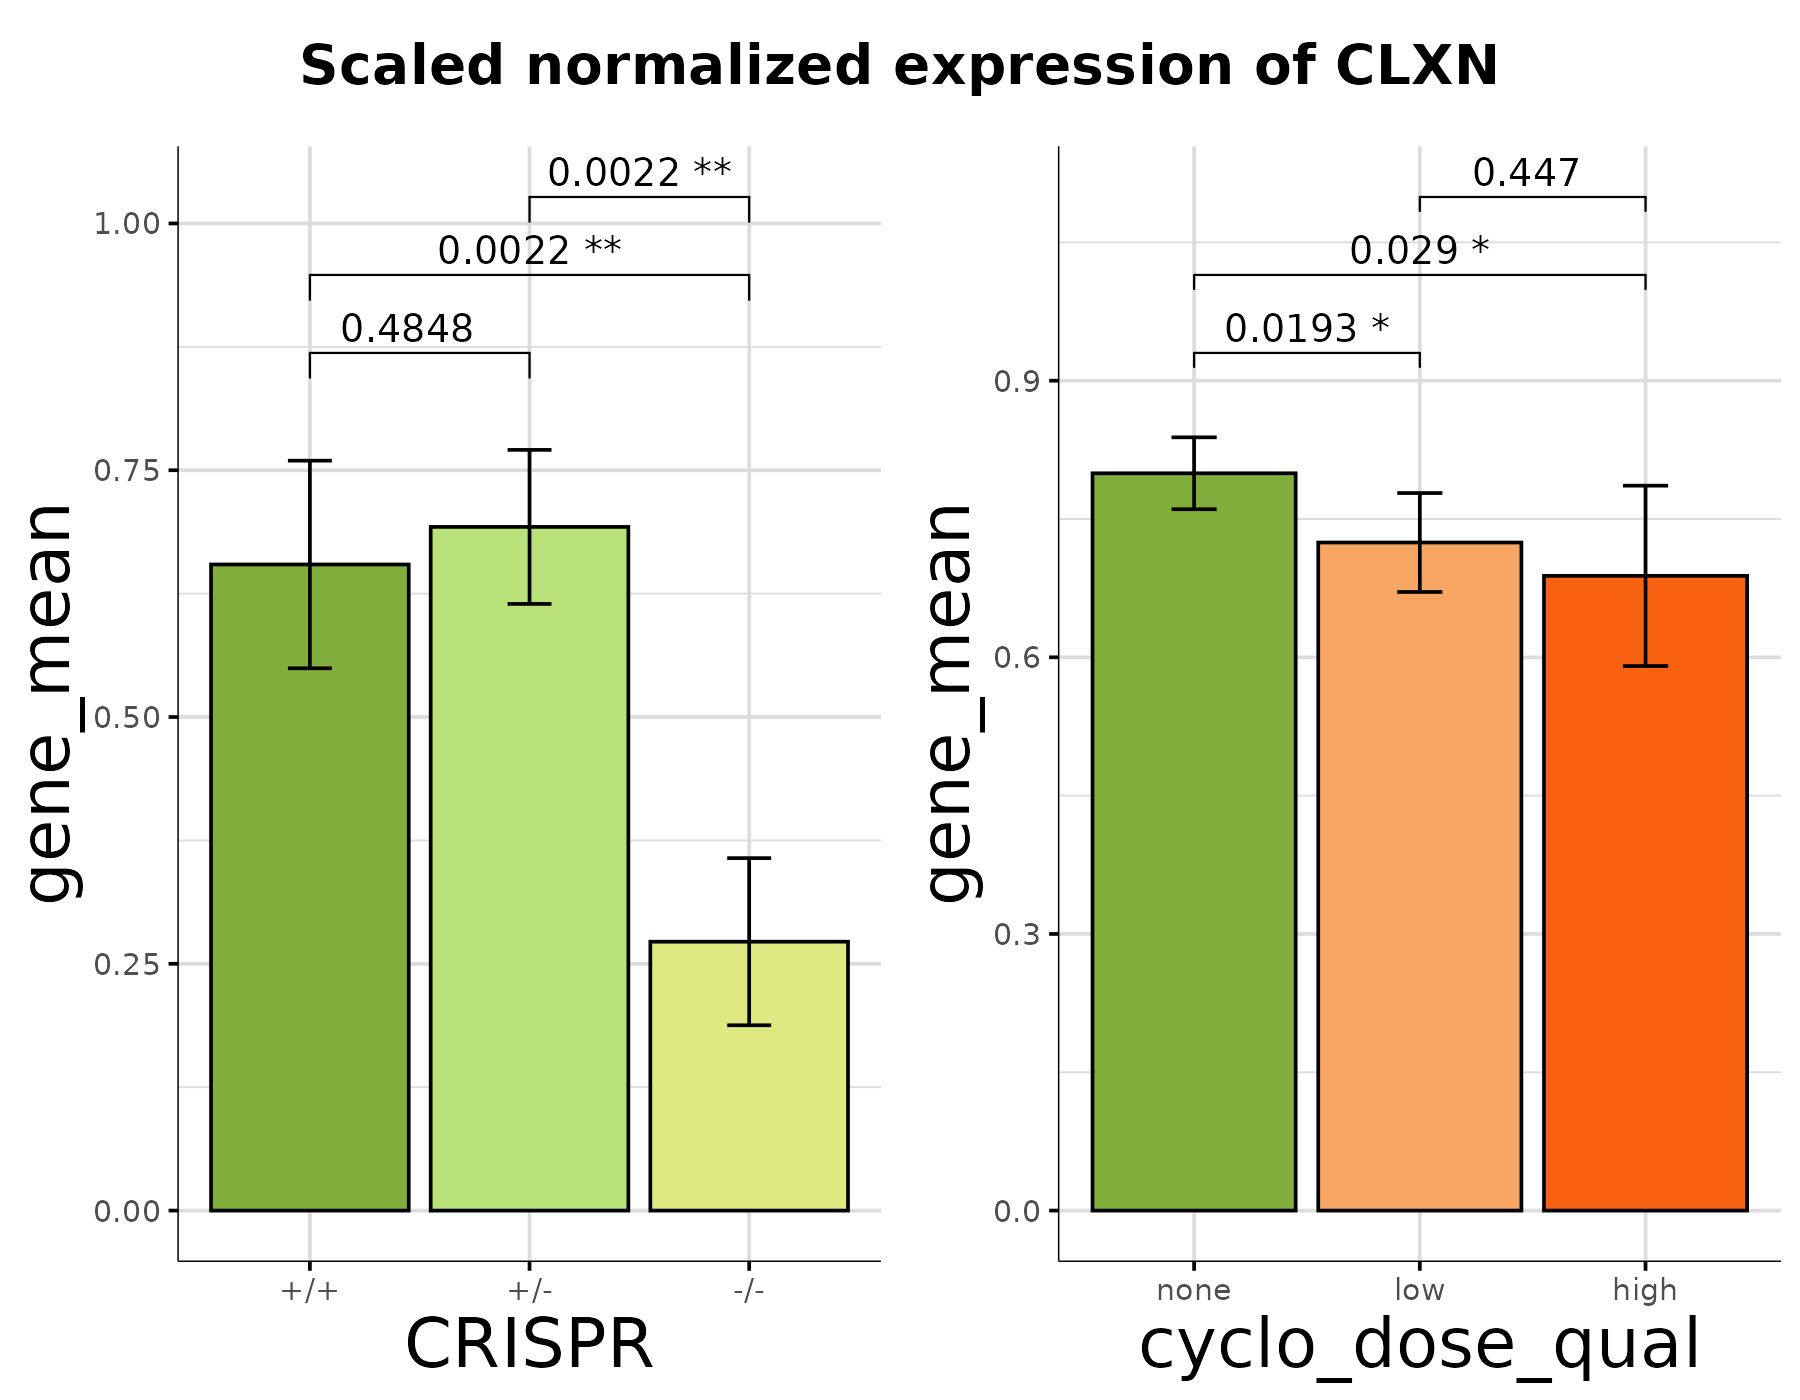 Scaled normalized expression of CLXN
0.0022 **
0.0022 **
0.4848
1.00
0.75
0.50
0.25
0.00
gene_mean
+/+ +/- -/-
CRISPR
0.447
0.029 *
0.0193 *
0.9
0.6
0.3
0.0
gene_mean
none low high
cyclo_dose_qual